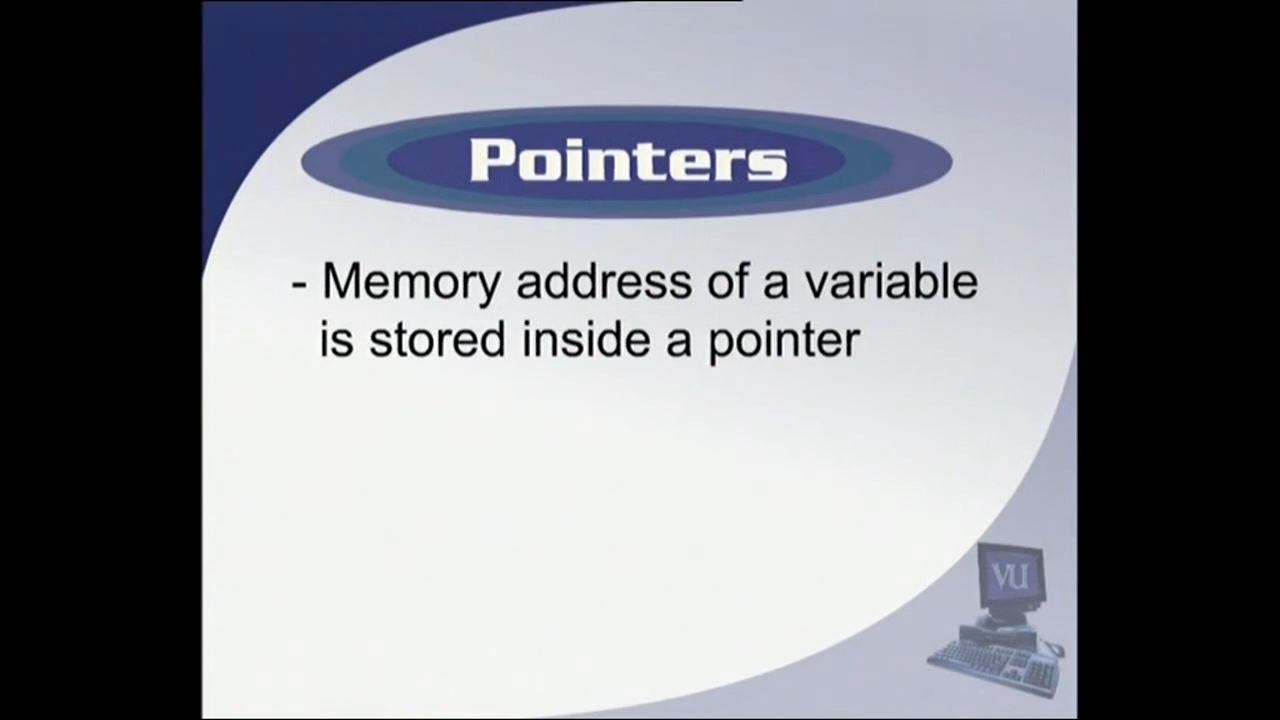 Pointers
- Memory address of a variable
is stored inside a pointer
VU